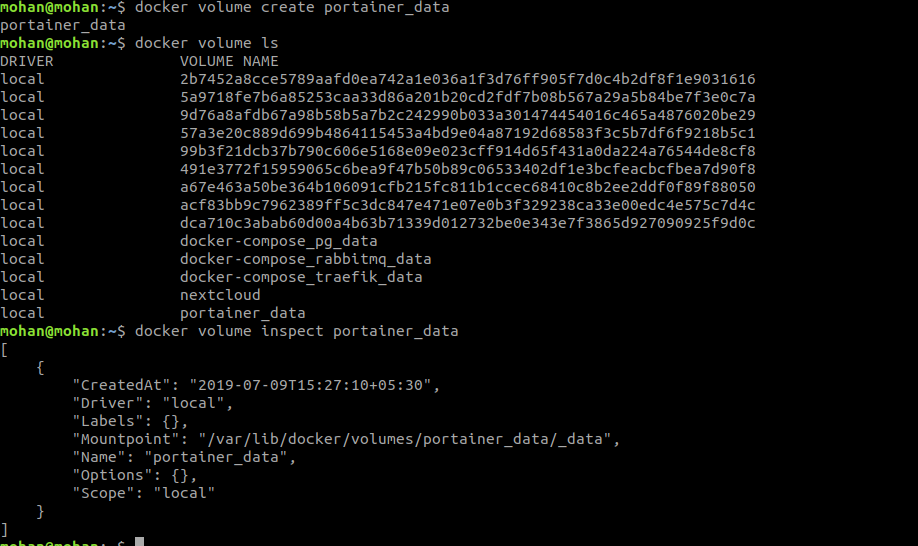 mohan@mohan:~$ docker volume create portainer_data
portainer_data
mohan@mohan:~$ docker volume ls
DRIVER              VOLUME NAME
local               2b7452a8cce5789aafd0ea742a1e036a1f3d76ff905f7d0c4b2df8f1e9031616
local               5a9718fe7b6a85253caa33d86a201b20cd2fdf7b08b567a29a5b84be7f3e0c7a
local               9d76a8afdb67a98b58b5a7b2c242990b033a301474454016c465a4876020be29
local               57a3e20c889d699b4864115453a4bd9e04a87192d68583f3c5b7df6f9218b5c1
local               99b3f21dcb37b790c606e5168e09e023cff914d65f431a0da224a76544de8cf8
local               491e3772f15959065c6bea9f47b50b89c06533402df1e3bcfeacbcfbea7d90f8
local               a67e463a50be364b106091cfb215fc811b1ccec68410c8b2ee2ddf0f89f88050
local               acf83bb9c7962389ff5c3dc847e471e07e0b3f329238ca33e00edc4e575c7d4c
local               dca710c3abab60d00a4b63b71339d012732be0e343e7f3865d927090925f9d0c
local               docker-compose_pg_data
local               docker-compose_rabbitmq_data
local               docker-compose_traefik_data
local               nextcloud
local               portainer_data
mohan@mohan:~$ docker volume inspect portainer_data
[
    {
        "CreatedAt": "2019-07-09T15:27:10+05:30",
        "Driver": "local",
        "Labels": {},
        "Mountpoint": "/var/lib/docker/volumes/portainer_data/_data",
        "Name": "portainer_data",
        "Options": {},
        "Scope": "local"
    }
]
mohan@mohan:~$